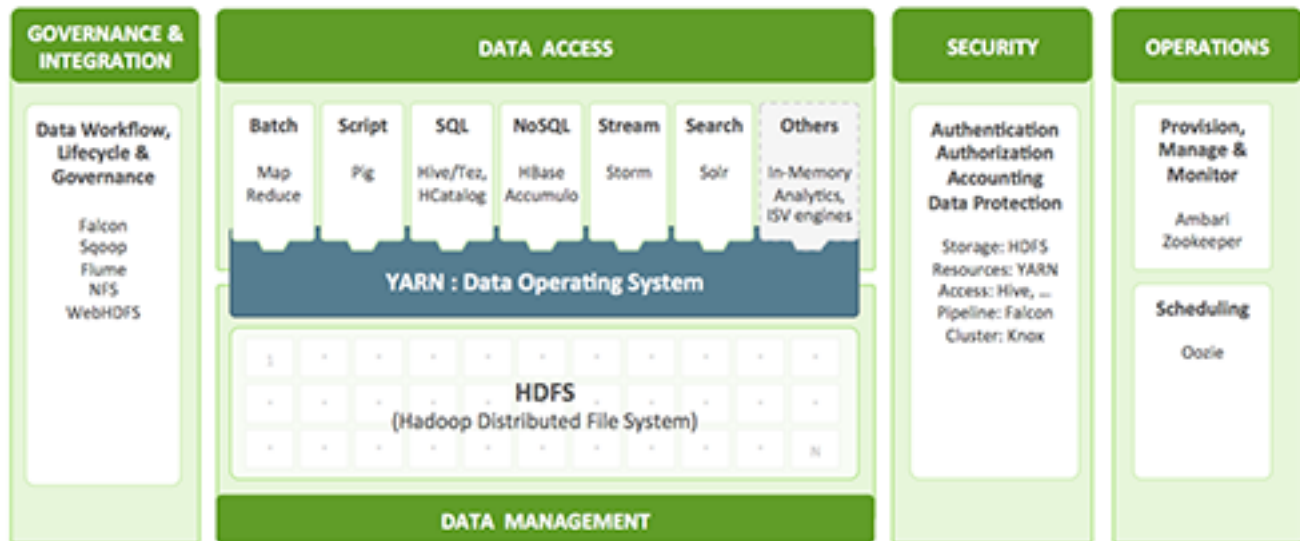 GOVERNANCE &
INTEGRATION
Data Workflow,
Lifecycle &
Governance
Falcon
Sqoop
Flume
NFS
WebHDFS
DATA ACCESS
Batch
Map
Reduce
Script
Pig
SQL
Hive/Tez,
HCatalog
NoSQL
HBase
Accumulo
Stream
Storm
Search
Solr
Others
In-Memory
Analytics,
ISV engines
YARN : Data Operating System
1
HDFS
(Hadoop Distributed File System)
N
DATA MANAGEMENT
SECURITY
Authentication
Authorization
Accounting
Data Protection
Storage: HDFS
Resources: YARN
Access: Hive, ...
Pipeline: Falcon
Cluster: Knox
OPERATIONS
Provision,
Manage &
Monitor
Ambari
Zookeeper
Scheduling
Oozie